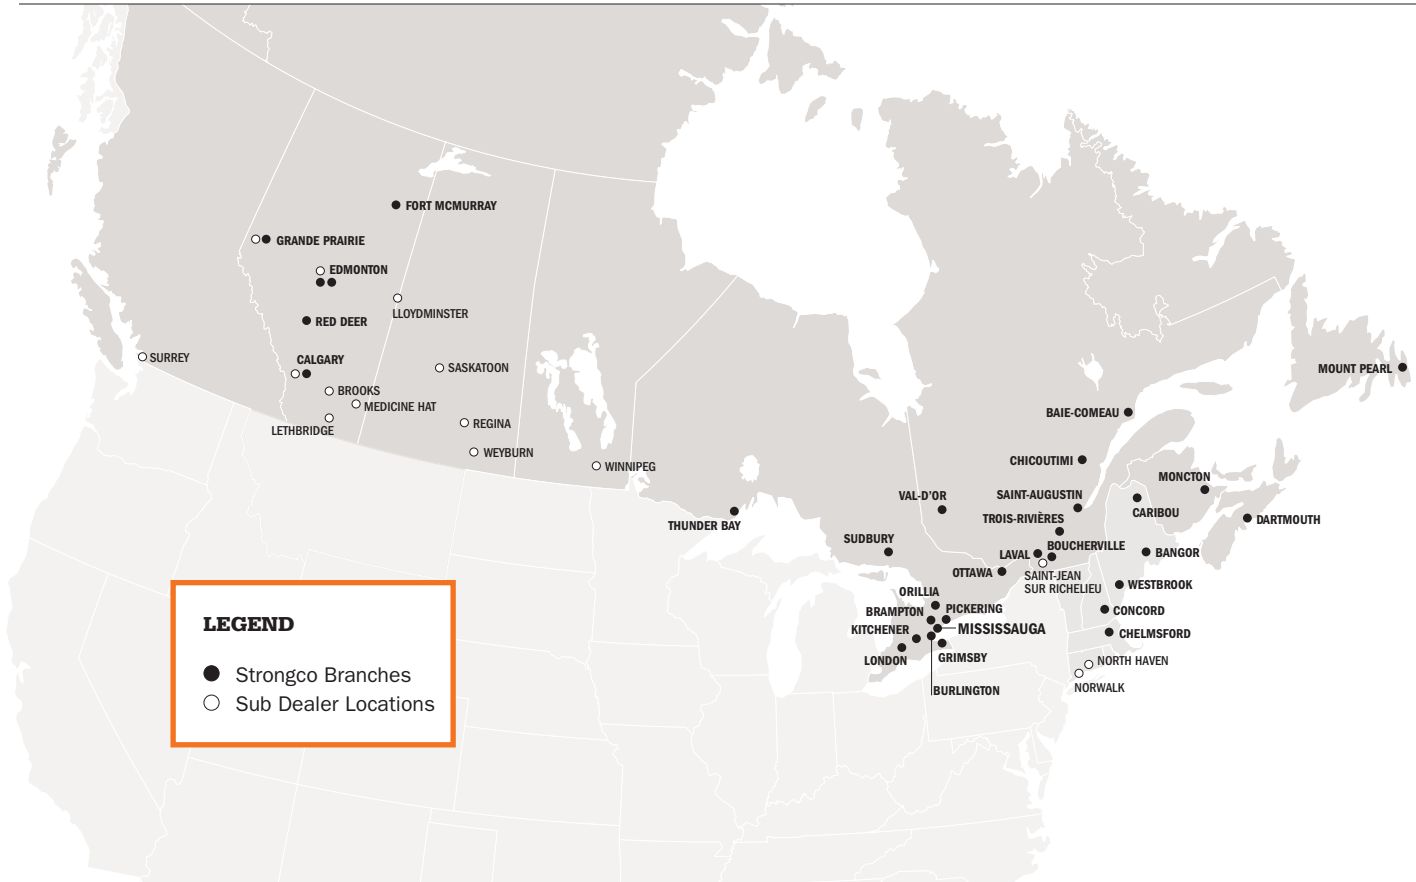 FORT MCMURRAY
GRANDE PRAIRIE
EDMONTON
LLOYDMINSTER
RED DEER
SURREY
CALGARY
SASKATOON
BROOKS
MEDICINE HAT
LETHBRIDGE
REGINA
WEYBURN
WINNIPEG
THUNDER BAY
MOUNT PEARL
BAIE-COMEAU
CHICOUTIMI
MONCTON
VAL-D'OR
SAINT-AUGUSTIN
CARIBOU
TROIS-RIVIÈRES
DARTMOUTH
SUDBURY
BOUCHERVILLE
LAVAL
BANGOR
OTTAWA
SAINT-JEAN
SUR RICHELIEU
WESTBROOK
ORILLIA
BRAMPTON
PICKERING
CONCORD
KITCHENER
MISSISSAUGA
CHELMSFORD
LONDON
GRIMSBY
NORTH HAVEN
BURLINGTON
NORWALK
LEGEND
Strongco Branches
Sub Dealer Locations